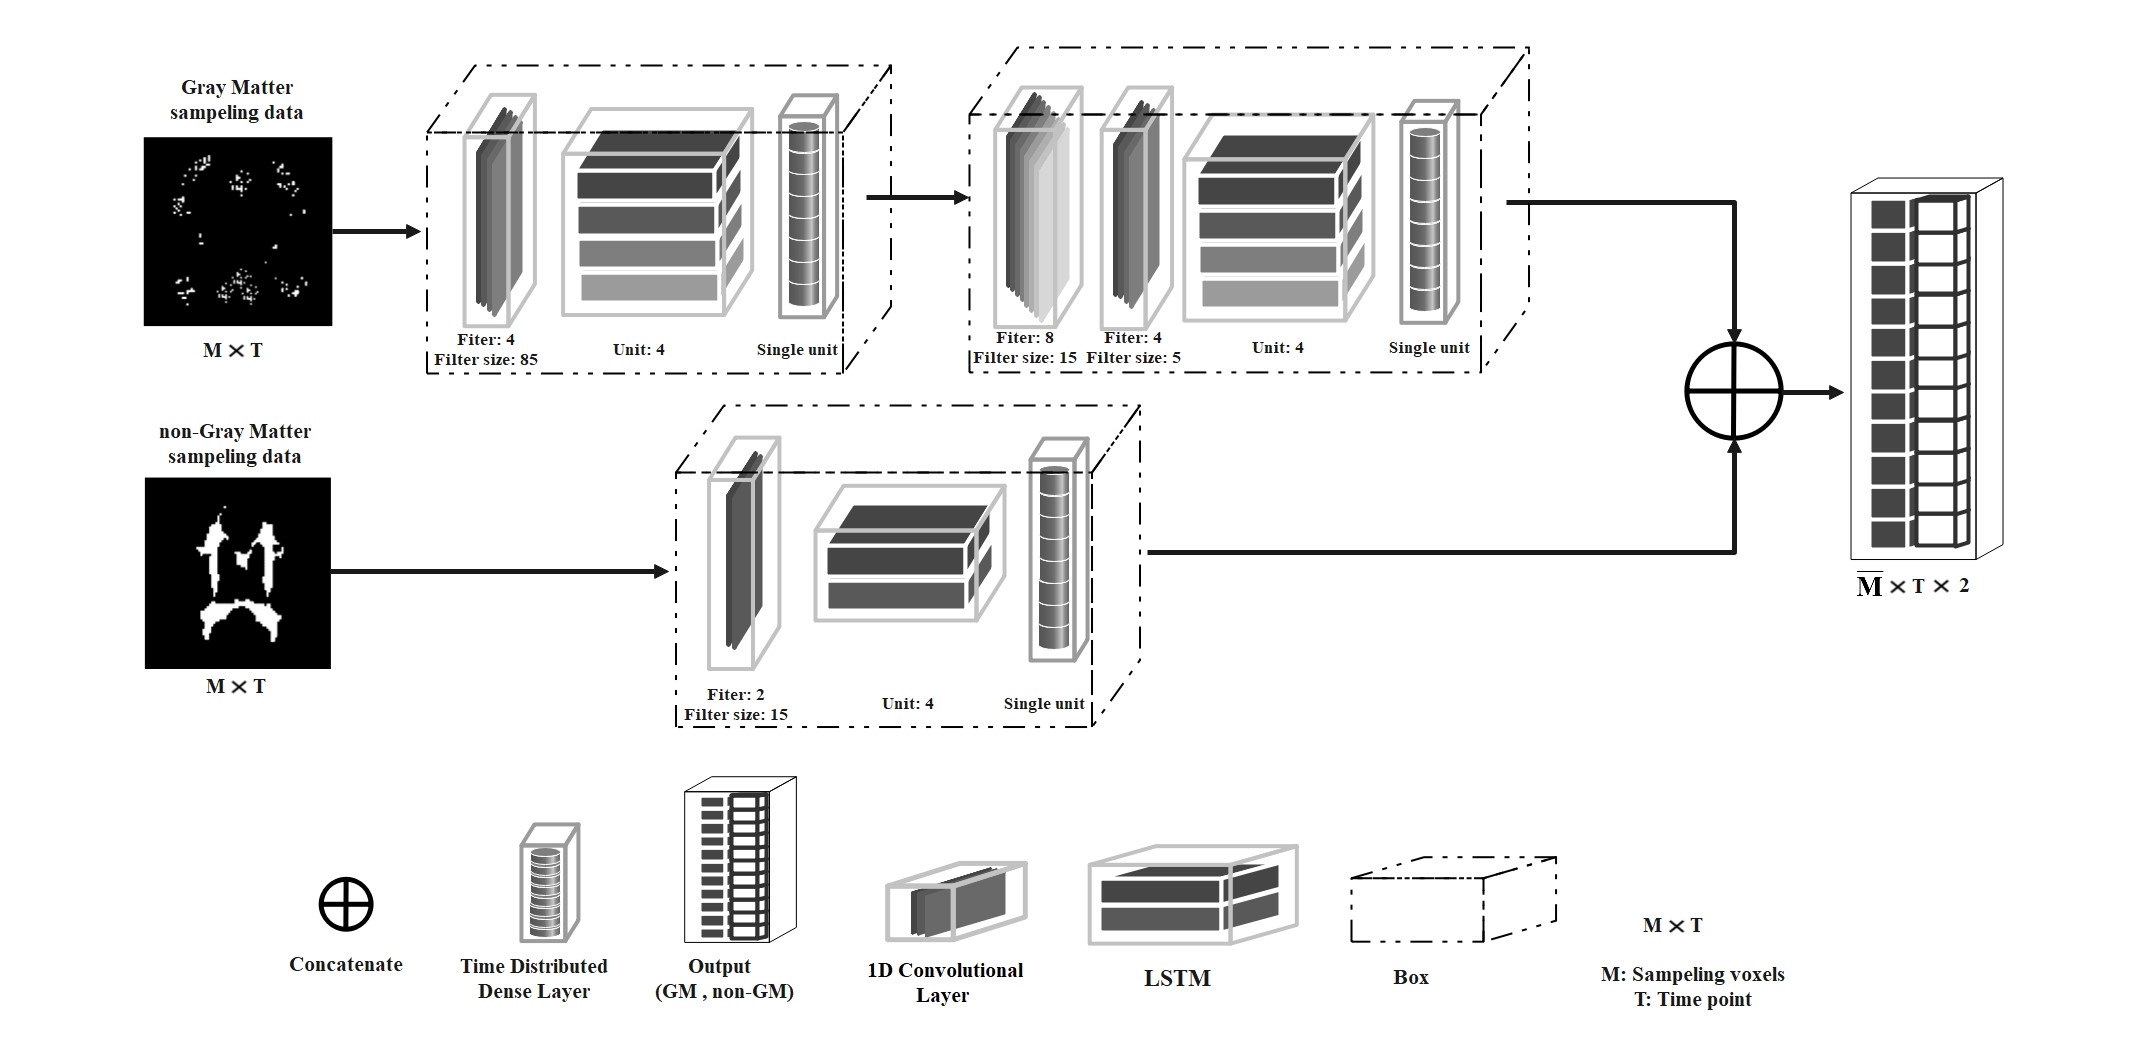 Gray Matter
sampling data
M × T
Fiter: 4
Filter size: 85
Unit: 4
Single unit
Fiter: 8
Filter size: 15
Fiter: 4
Filter size: 5
Unit: 4
Single unit
non-Gray Matter
sampeling data
M × T
Fiter: 2
Filter size: 15
Unit: 4
Single unit
M̅ × T × 2
Concatenate
Time Distributed
Dense Layer
Output
(GM , non-GM)
1D Convolutional
Layer
LSTM
Box
M × T
M: Sampeling voxels
T: Time point